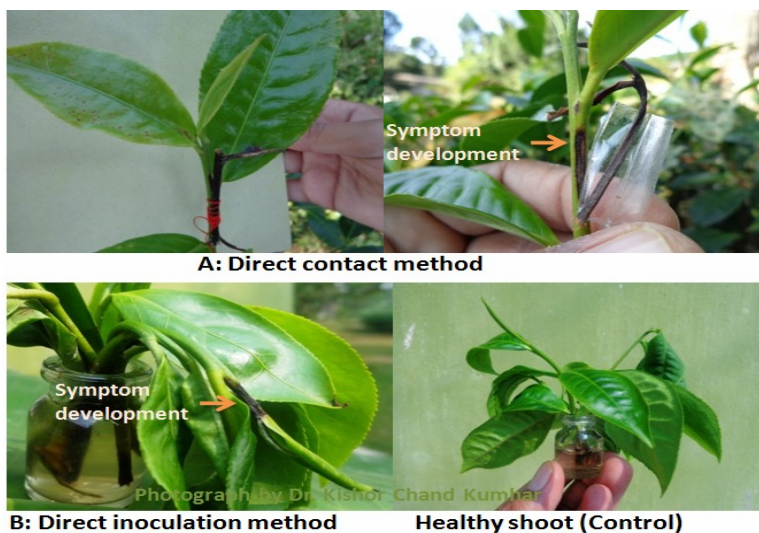 Symptom
development
A: Direct contact method
Symptom
development
Photograph by Dr. Kishor Chand Kumhar
B: Direct inoculation method
Healthy shoot (Control)